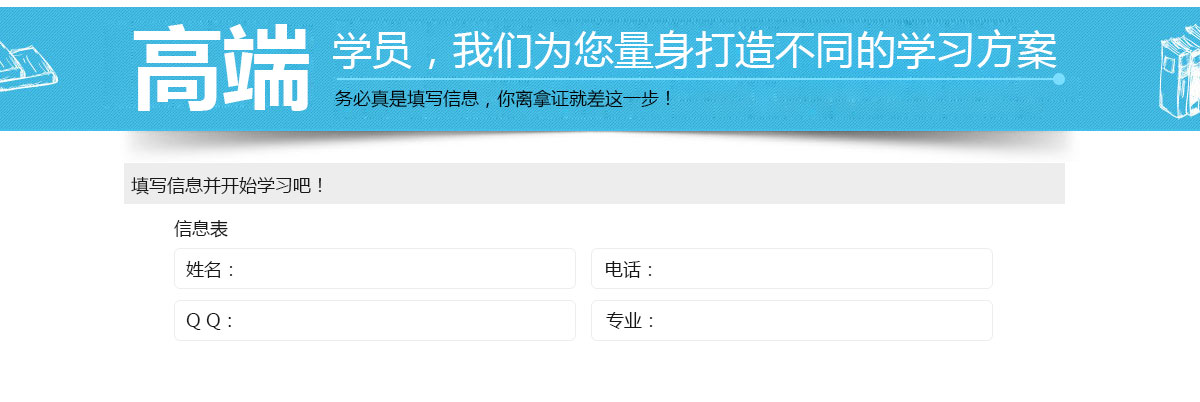 高端 学员，我们为您量身打造不同的学习方案
务必真是填写信息，你离拿证就差这一步！
填写信息并开始学习吧！
信息表
姓名： 电话：
Q Q： 专业：